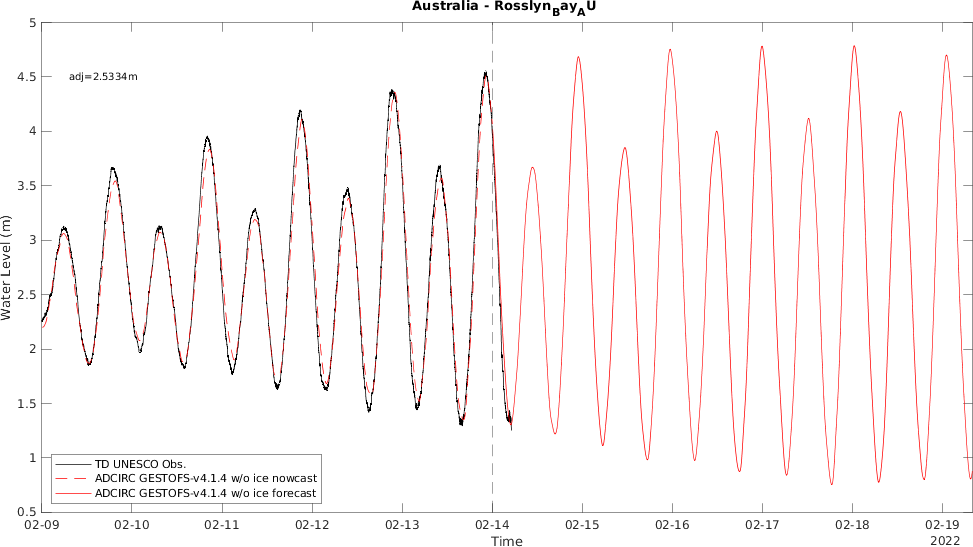 Australia - RosslynBayAU
5
4.5
4
3.5
3
2.5
2
1.5
1
0.5
Water Level (m)
adj=2.5334m
TD UNESCO Obs.
ADCIRC GESTOFS-v4.1.4 w/o ice nowcast
ADCIRC GESTOFS-v4.1.4 w/o ice forecast
02-09 02-10 02-11 02-12 02-13 02-14 02-15 02-16 02-17 02-18 02-19
Time
2022